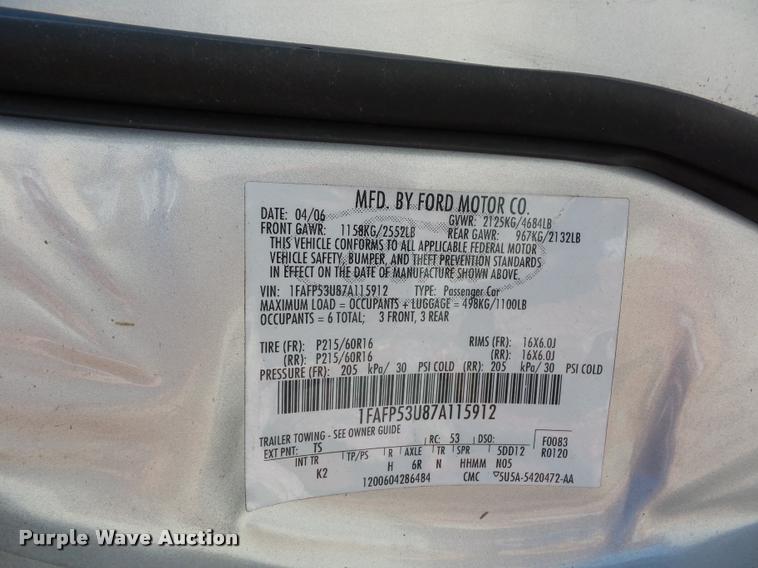 MFD. BY FORD MOTOR CO.
DATE: 04/06 GVWR: 2125KG/4684LB
FRONT GAWR: 1158KG/2552LB REAR GAWR: 967KG/2132LB
THIS VEHICLE CONFORMS TO ALL APPLICABLE FEDERAL MOTOR
VEHICLE SAFETY, BUMPER, AND THEFT PREVENTION STANDARDS
IN EFFECT ON THE DATE OF MANUFACTURE SHOWN ABOVE.
VIN: 1FAFP53U87A115912 TYPE: Passenger Car
MAXIMUM LOAD = OCCUPANTS + LUGGAGE = 498KG/1100LB
OCCUPANTS = 6 TOTAL; 3 FRONT, 3 REAR
TIRE (FR): P215/60R16 RIMS (FR): 16X6.0J
(RR): P215/60R16 (RR): 16X6.0J
PRESSURE (FR): 205 kPa/ 30 PSI COLD (RR): 205 kPa/ 30 PSI COLD
1FAFP53U87A115912
TRAILER TOWING - SEE OWNER GUIDE
EXT PNT: TS RC: 53 DSO: F0083
INT TR TP/PS R AXLE TR SPR 5DD12 R0120
K2 H 6R N HHMM N05
1200604286484 CMC 5U5A-5420472-AA
Purple Wave Auction